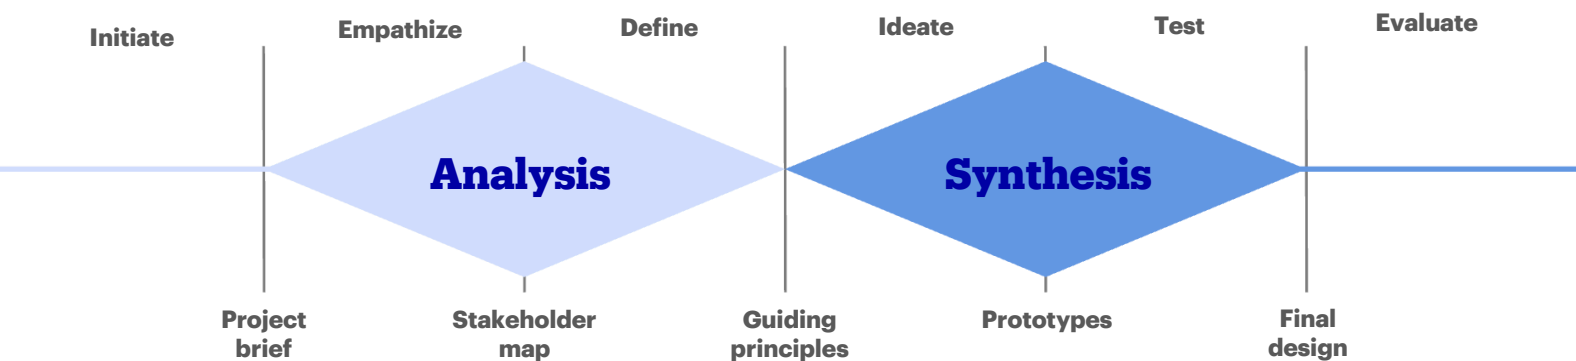 Initiate
Empathize
Define
Ideate
Test
Evaluate
Analysis
Synthesis
Project
brief
Stakeholder
map
Guiding
principles
Prototypes
Final
design